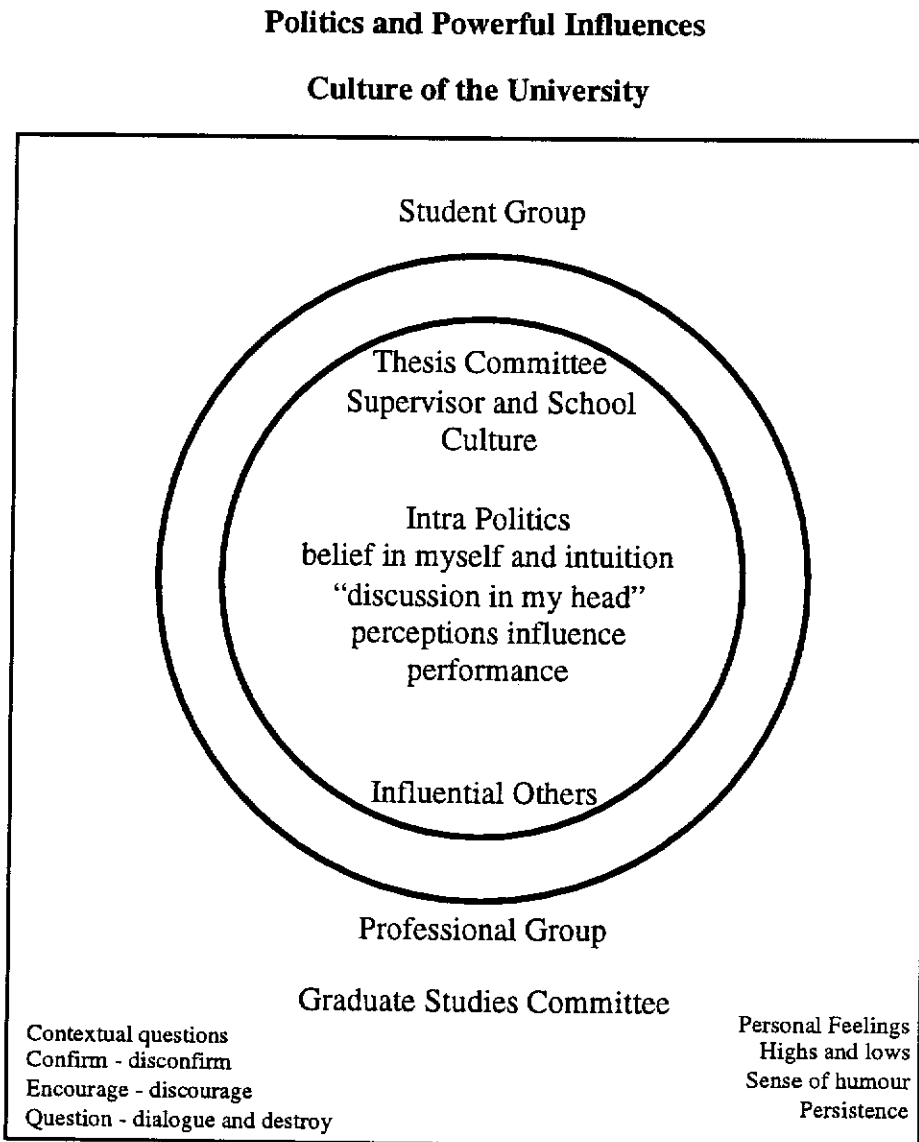 Politics and Powerful Influences
Culture of the University
Student Group
Thesis Committee
Supervisor and School
Culture
Intra Politics
belief in myself and intuition
“discussion in my head”
perceptions influence
performance
Influential Others
Professional Group
Graduate Studies Committee
Contextual questions
Confirm - disconfirm
Encourage - discourage
Question - dialogue and destroy
Personal Feelings
Highs and lows
Sense of humour
Persistence